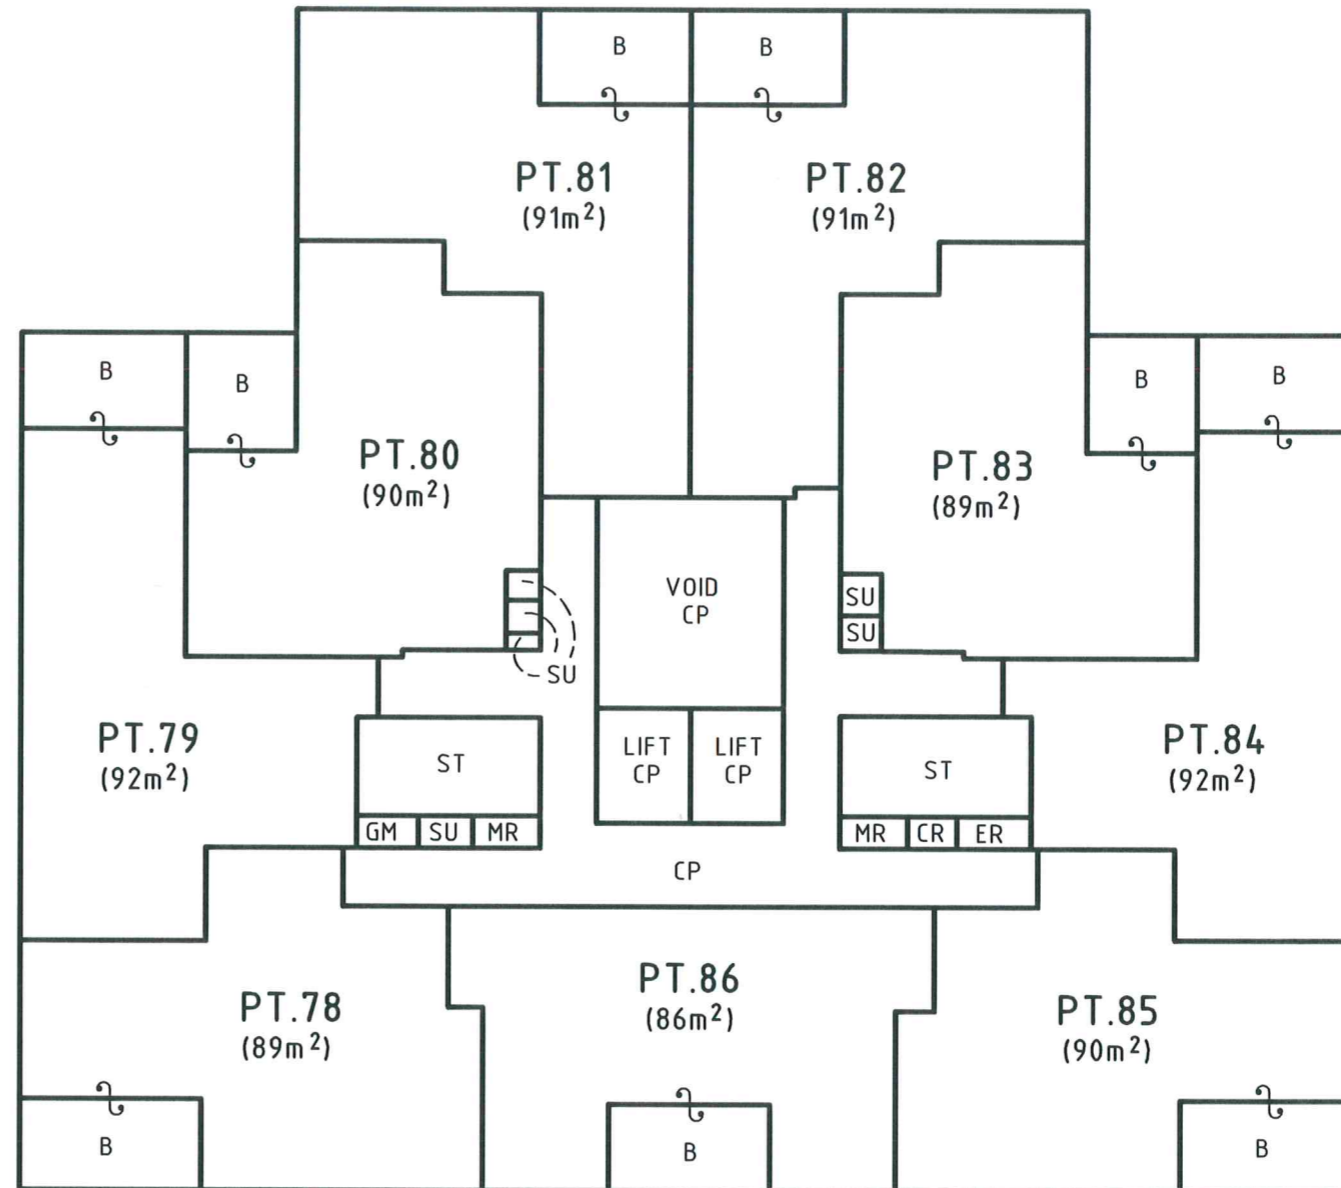 B
B
PT.81
(91m²)
PT.82
(91m²)
B
B
B
B
PT.80
(90m²)
PT.83
(89m²)
VOID
CP
SU
SU
SU
PT.79
(92m²)
ST
LIFT
CP
LIFT
CP
ST
PT.84
(92m²)
GM
SU
MR
MR
CR
ER
CP
PT.78
(89m²)
PT.86
(86m²)
PT.85
(90m²)
B
B
B